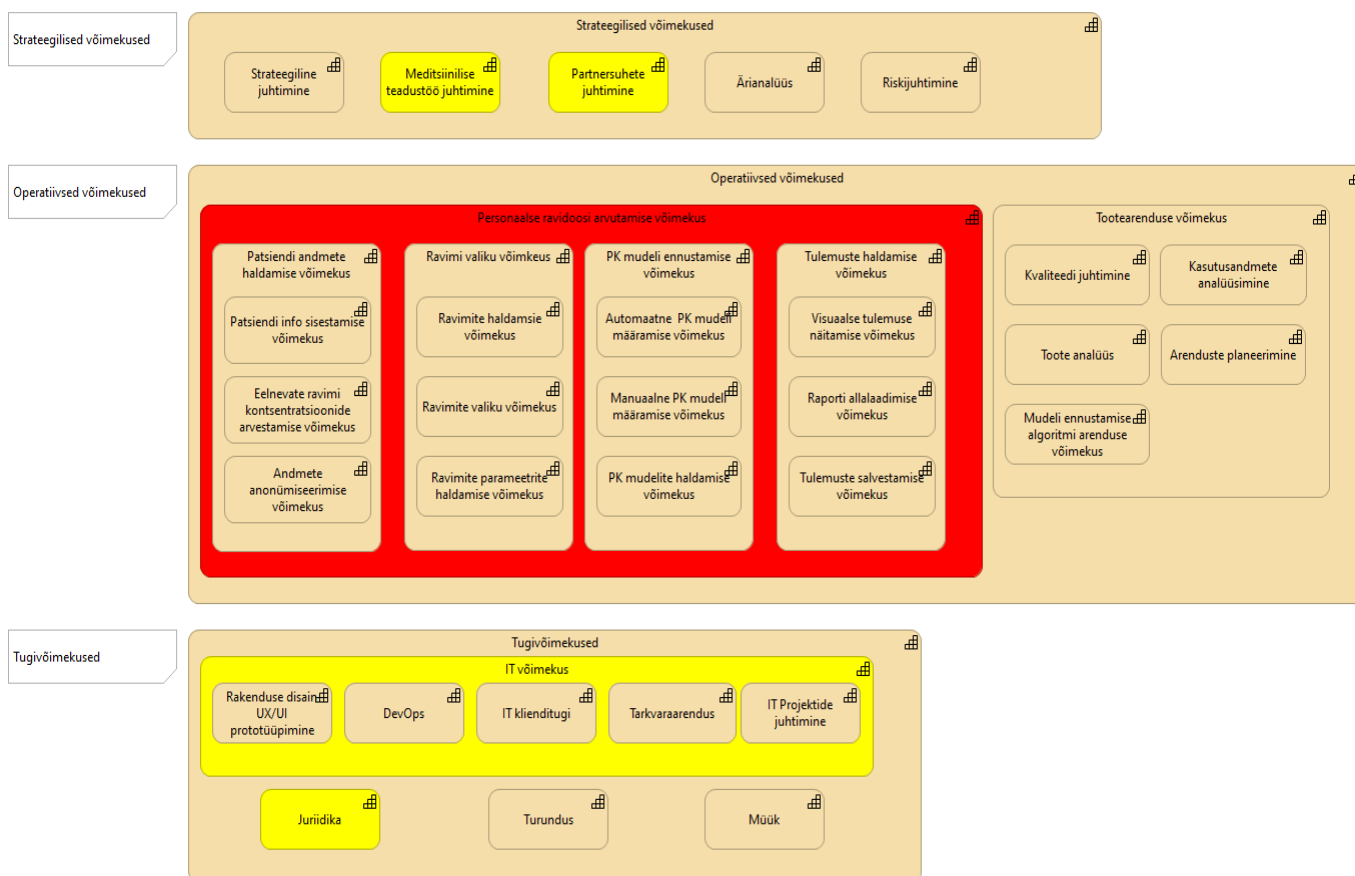 Strateegilised võimekused
Strateegilised võimekused
Strateegiline
juhtimine
Meditsiinilise
teadustöö juhtimine
Partnersuhete
juhtimine
Ärianalüüs
Riskijuhtimine
Operatiivsed võimekused
Operatiivsed võimekused
Personaalse ravidoosi arvutamise võimekus
Patsiendi andmete
haldamise võimekus
Patsiendi info sisestamise
võimekus
Eelnevate ravimi
kontsentratsioonide
arvestamise võimekus
Andmete
anonümiseerimise
võimekus
Ravimi valiku võimkeus
Ravimite haldamsie
võimekus
Ravimite valiku võimekus
Ravimite parameetrite
haldamise võimekus
PK mudeli ennustamise
võimekus
Automaatne PK mudeli
määramise võimekus
Manuaalne PK mudeli
määramise võimekus
PK mudelite haldamise
võimekus
Tulemuste haldamise
võimekus
Visuaalse tulemuse
näitamise võimekus
Raporti allalaadimise
võimekus
Tulemuste salvestamise
võimekus
Tootearenduse võimekus
Kvaliteedi juhtimine
Kasutusandmete
analüüsimine
Toote analüüs
Arenduste planeerimine
Mudeli ennustamise
algoritmi arenduse
võimekus
Tugivõimekused
Tugivõimekused
IT võimekus
Rakenduse disain
UX/UI
prototüüpimine
DevOps
IT klienditugi
Tarkvaraarendus
IT Projektide
juhtimine
Juriidika
Turundus
Müük